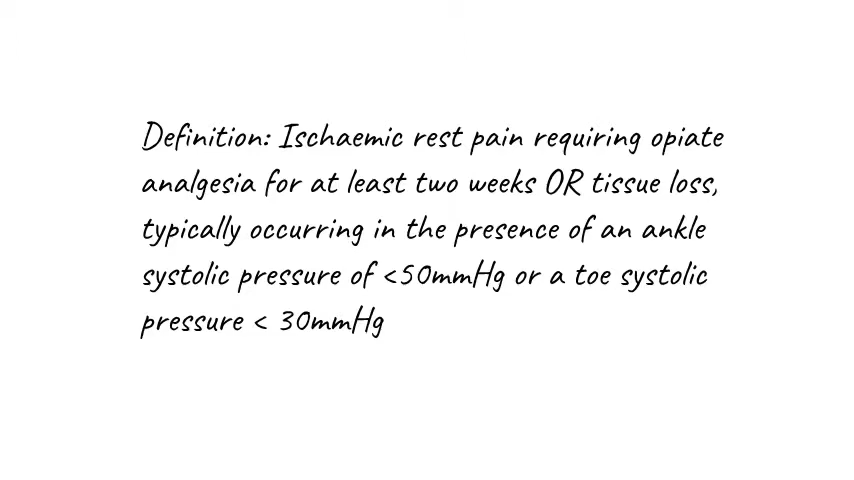 Definition: Ischaemic rest pain requiring opiate
analgesia for at least two weeks OR tissue loss,
typically occurring in the presence of an ankle
systolic pressure of <50mmHg or a toe systolic
pressure < 30mmHg